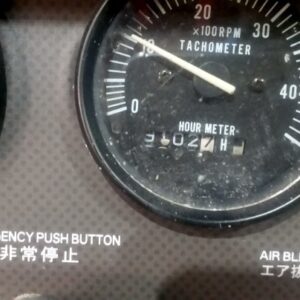 20
30
×100RPM
TACHOMETER
10
40
0
HOUR METER
H
GENCY PUSH BUTTON
非常停止
AIR BL
エア抜